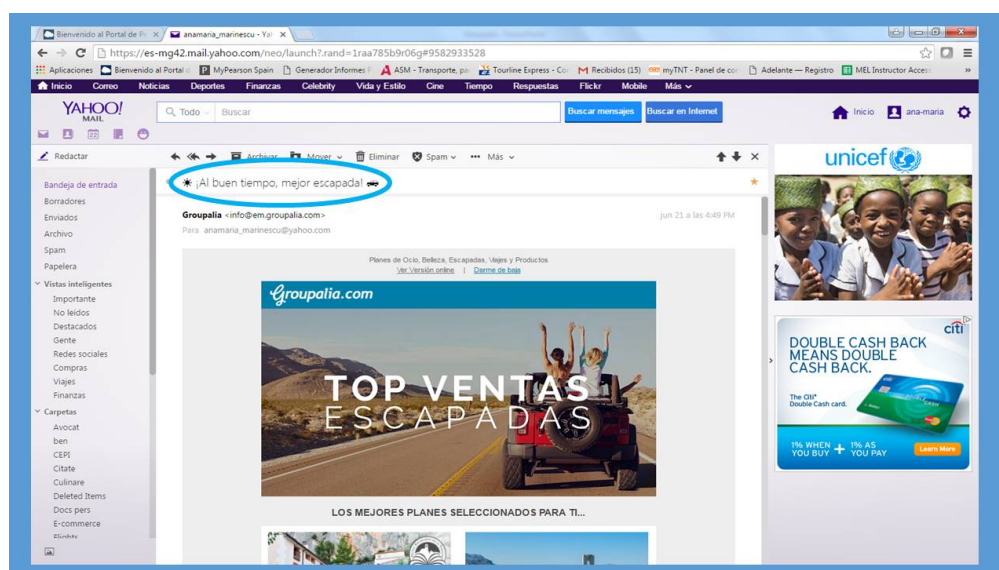 Bienvenido al Portal de Pe
anamaria_marinescu - Yah
https://es-mg42.mail.yahoo.com/neo/launch?.rand=1raa785b9r06g#9582933528
Aplicaciones Bienvenido al Portal d MyPearson Spain Generador Informes F ASM - Transporte, pa Tourline Express - Co Recibidos (15) myTNT - Panel de con Adelante — Registro MEL Instructor Access »
Inicio Correo Noticias Deportes Finanzas Celebrity Vida y Estilo Cine Tiempo Respuestas Flickr Mobile Más
YAHOO!
MAIL
Todo Buscar Buscar mensajes Buscar en Internet Inicio ana-maria
Redactar
Archivar Mover Eliminar Spam Más
¡Al buen tiempo, mejor escapada!
Groupalia <info@em.groupalia.com> jun 21 a las 4:49 PM
Para anamaria_marinescu@yahoo.com
Bandeja de entrada
Borradores
Enviados
Archivo
Spam
Papelera
Vistas inteligentes
Importante
No leídos
Destacados
Gente
Redes sociales
Compras
Viajes
Finanzas
Carpetas
Avocat
ben
CEPI
Citate
Culinare
Deleted Items
Docs pers
E-commerce
Planes de Ocio, Belleza, Escapadas, Viajes y Productos
Ver Versión online | Darme de baja
Groupalia.com
TOP VENTAS
ESCAPADAS
LOS MEJORES PLANES SELECCIONADOS PARA TI...
unicef
citi
DOUBLE CASH BACK
MEANS DOUBLE
CASH BACK.
The Citi®
Double Cash card.
1% WHEN YOU BUY + 1% AS YOU PAY
Learn More